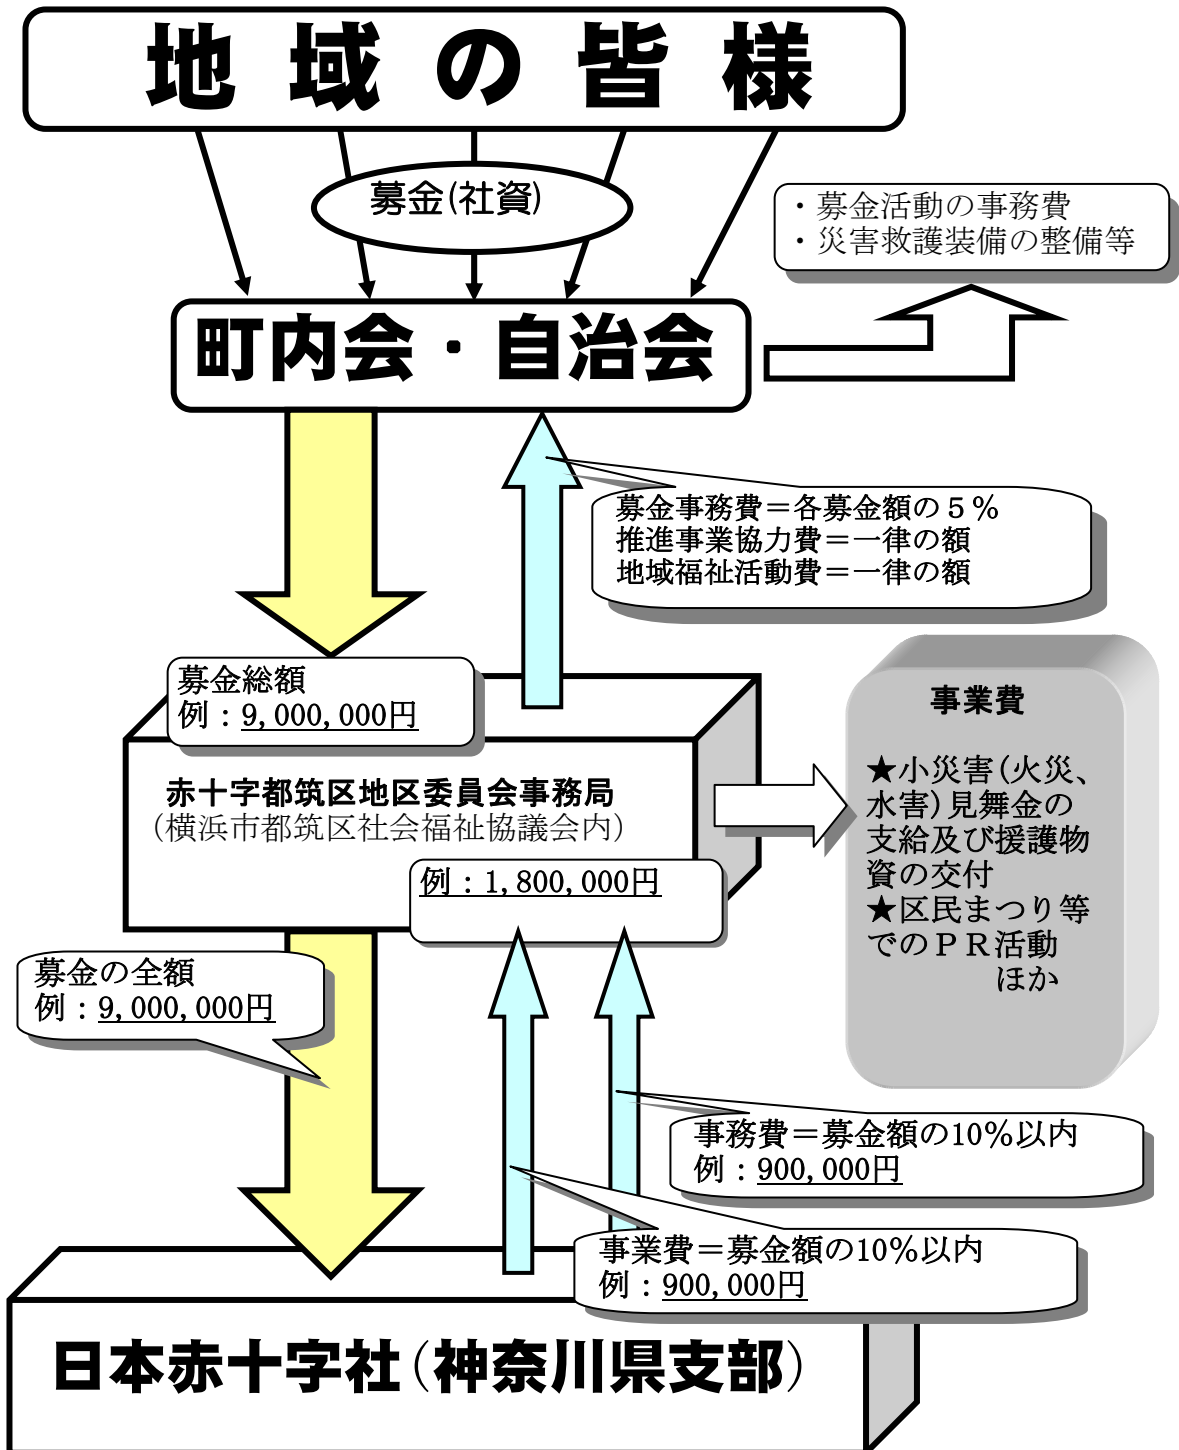 地域の皆様
募金(社資)
・募金活動の事務費
・災害救護装備の整備等
町内会・自治会
募金事務費＝各募金額の５％
推進事業協力費＝一律の額
地域福祉活動費＝一律の額
募金総額
例：9,000,000円
赤十字都筑区地区委員会事務局
（横浜市都筑区社会福祉協議会内）
例：1,800,000円
事業費
★小災害(火災、
水害)見舞金の
支給及び援護物
資の交付
★区民まつり等
でのＰＲ活動
ほか
募金の全額
例：9,000,000円
事務費＝募金額の10％以内
例：900,000円
事業費＝募金額の10％以内
例：900,000円
日本赤十字社（神奈川県支部）